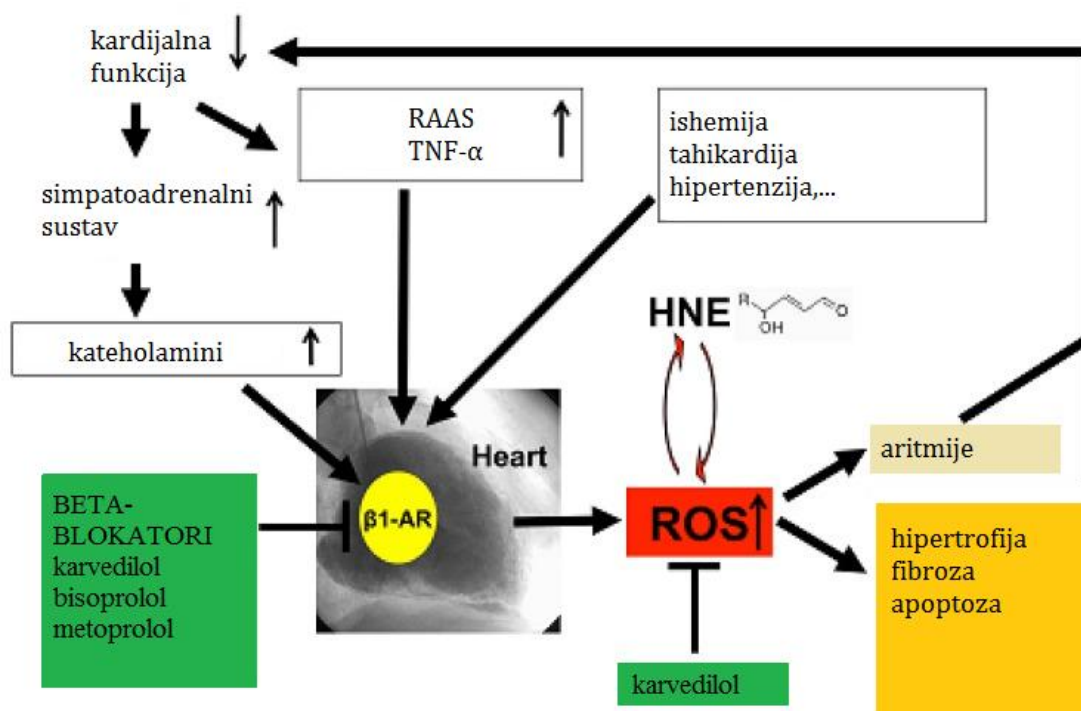 kardijalna
funkcija
RAAS
TNF-α
ishemija
tahikardija
hipertenzija,...
simpatoadrenalni
sustav
HNE
R
O
OH
kateholamini
Heart
aritmije
β1-AR
ROS
BETA-
BLOKATORI
karvedilol
bisoprolol
metoprolol
hipertrofija
fibroza
apoptoza
karvedilol